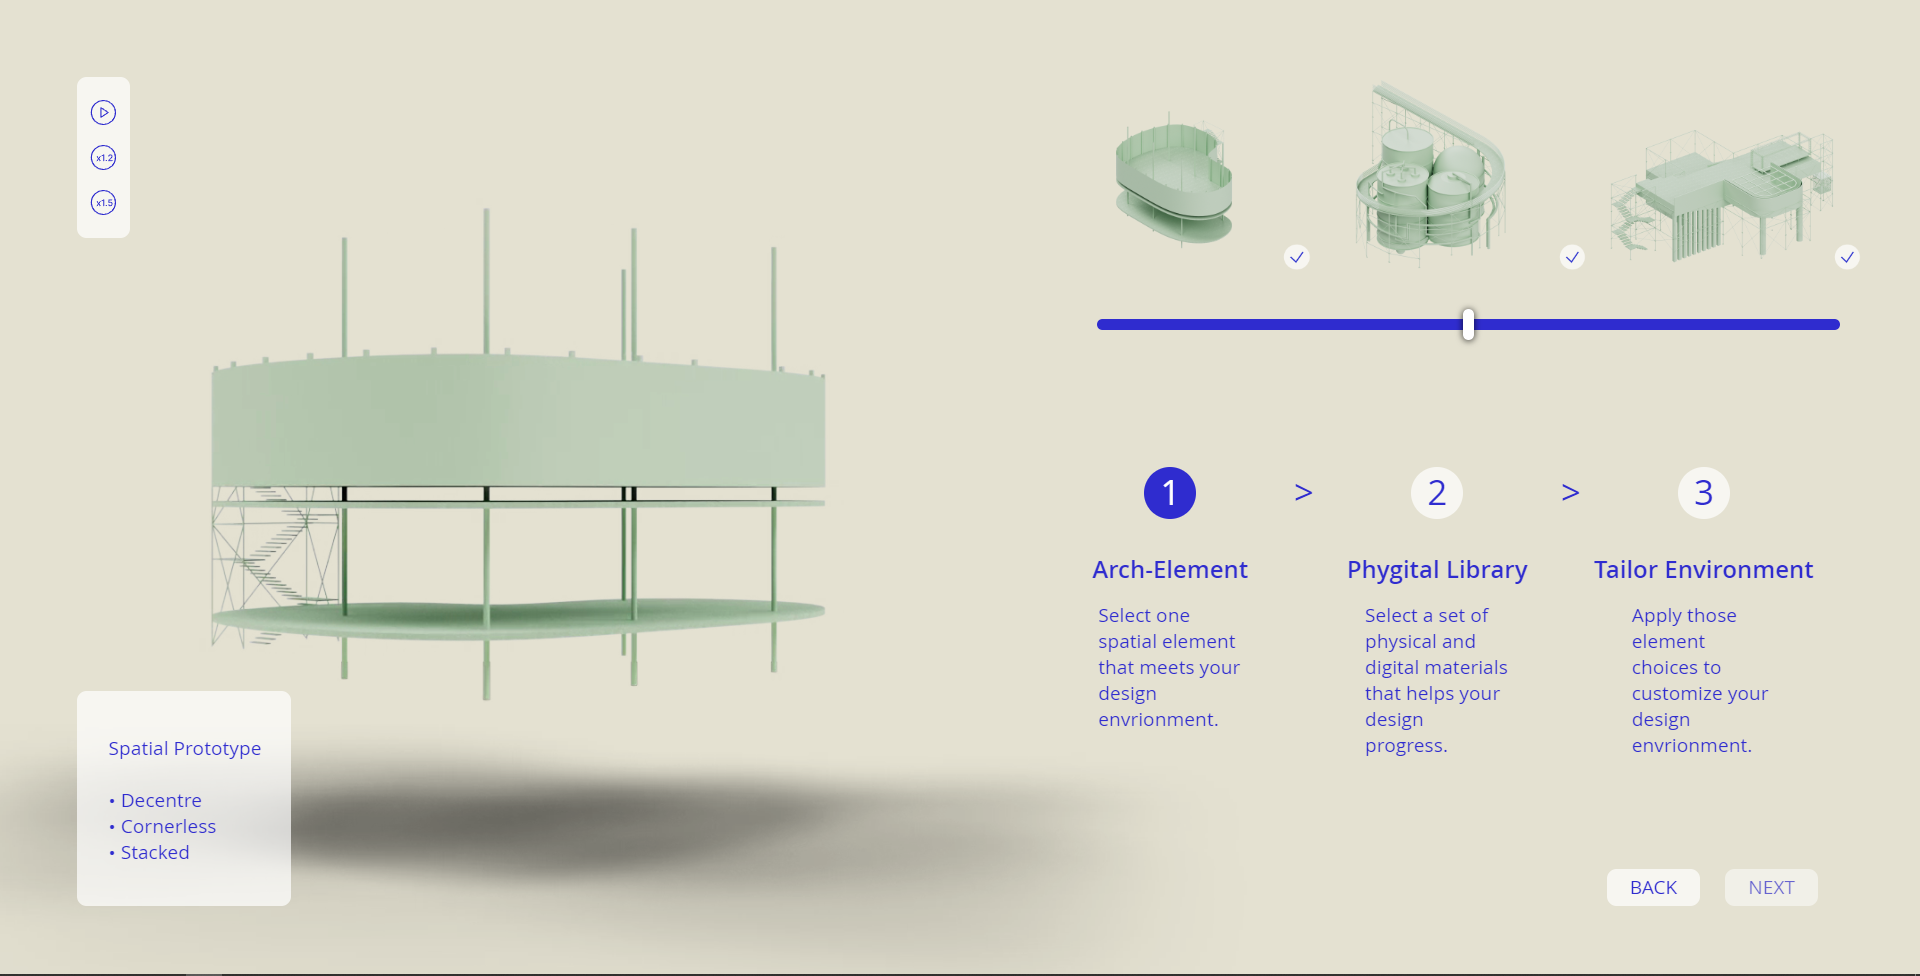 x1.2
x1.5
1 > 2 > 3
Arch-Element
Select one
spatial element
that meets your
design
envrionment.
Phygital Library
Select a set of
physical and
digital materials
that helps your
design
progress.
Tailor Environment
Apply those
element
choices to
customize your
design
envrionment.
Spatial Prototype
• Decentre
• Cornerless
• Stacked
BACK
NEXT